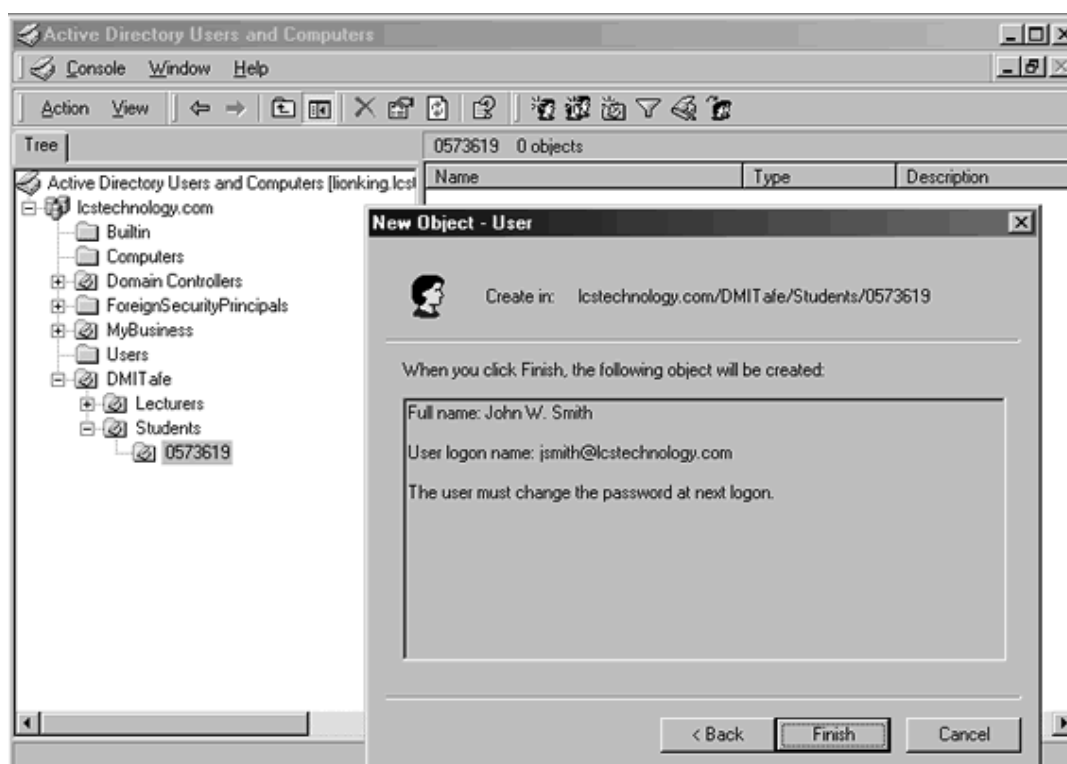 Active Directory Users and Computers
Console Window Help
Action View
Tree
0573619 0 objects
Active Directory Users and Computers [lionking.lcst
Name Type Description
lcstechnology.com
Builtin
Computers
Domain Controllers
ForeignSecurityPrincipals
MyBusiness
Users
DMITafe
Lecturers
Students
0573619
New Object - User
Create in: lcstechnology.com/DMITafe/Students/0573619
When you click Finish, the following object will be created:
Full name: John W. Smith
User logon name: jsmith@lcstechnology.com
The user must change the password at next logon.
< Back Finish Cancel